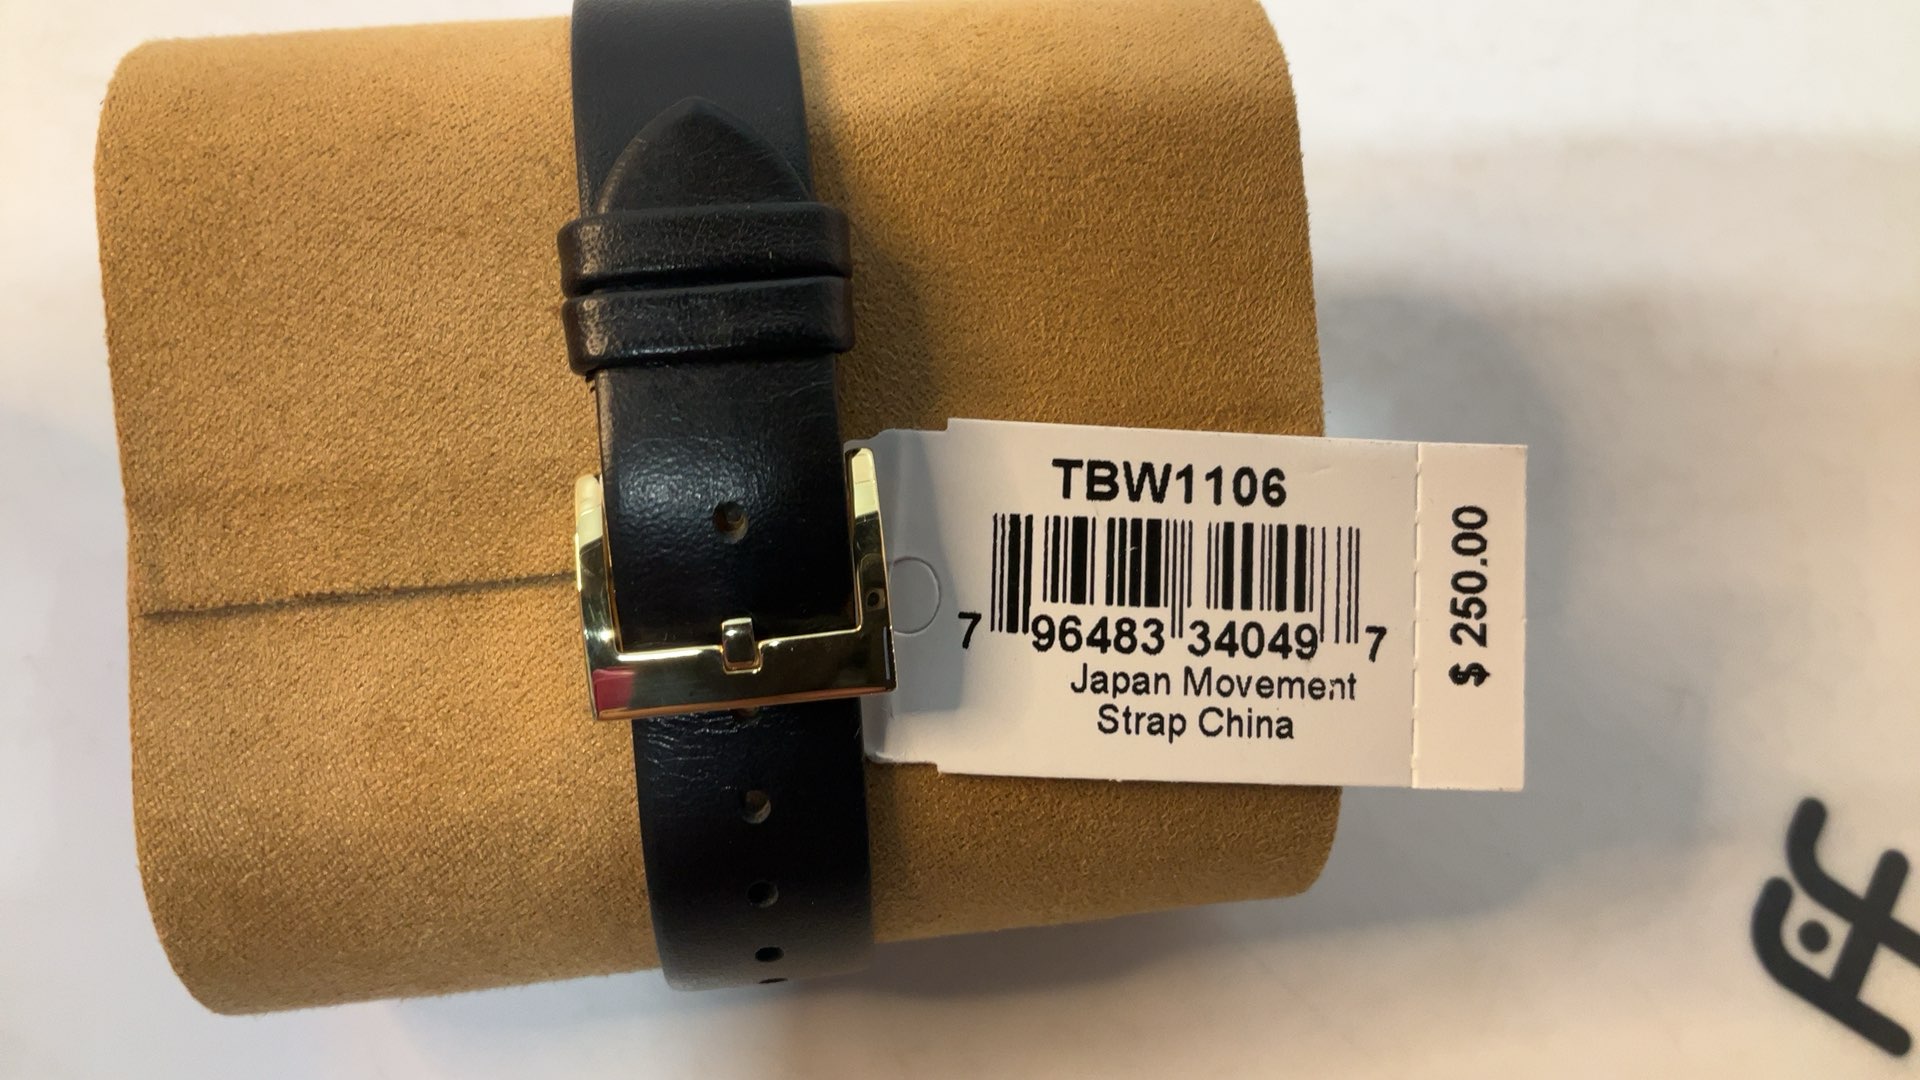 TBW1106
7 96483 34049 7
Japan Movement
Strap China
$ 250.00